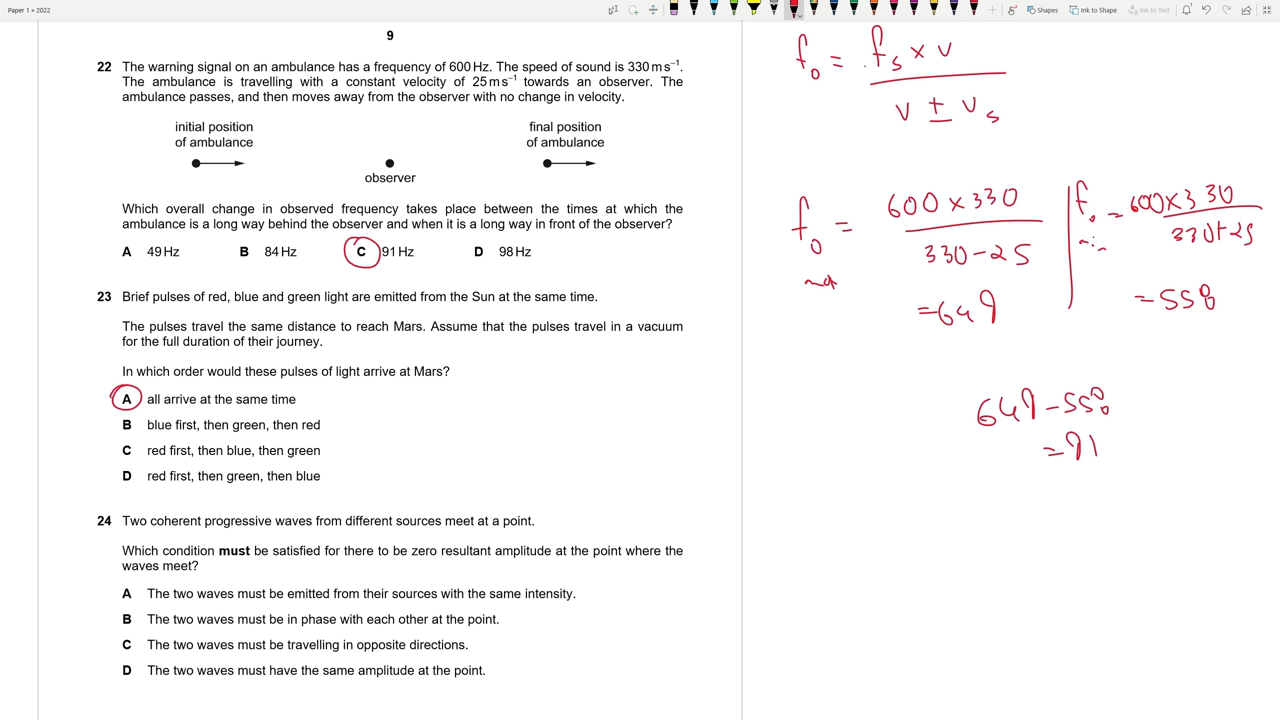 Paper 1 » 2022
Shapes
Ink to Shape
Ink to Text
9
22 The warning signal on an ambulance has a frequency of 600 Hz. The speed of sound is 330 m s⁻¹.
The ambulance is travelling with a constant velocity of 25 m s⁻¹ towards an observer. The
ambulance passes, and then moves away from the observer with no change in velocity.
initial position
of ambulance
final position
of ambulance
observer
Which overall change in observed frequency takes place between the times at which the
ambulance is a long way behind the observer and when it is a long way in front of the observer?
A 49 Hz B 84 Hz C 91 Hz D 98 Hz
23 Brief pulses of red, blue and green light are emitted from the Sun at the same time.
The pulses travel the same distance to reach Mars. Assume that the pulses travel in a vacuum
for the full duration of their journey.
In which order would these pulses of light arrive at Mars?
A all arrive at the same time
B blue first, then green, then red
C red first, then blue, then green
D red first, then green, then blue
24 Two coherent progressive waves from different sources meet at a point.
Which condition must be satisfied for there to be zero resultant amplitude at the point where the
waves meet?
A The two waves must be emitted from their sources with the same intensity.
B The two waves must be in phase with each other at the point.
C The two waves must be travelling in opposite directions.
D The two waves must have the same amplitude at the point.
f₀ = fₛ × v
v ± vₛ
f₀ = 600 × 330
330 - 25
= 649
f₀ = 600 × 330
min
330 + 25
= 558
649 - 558
= 91